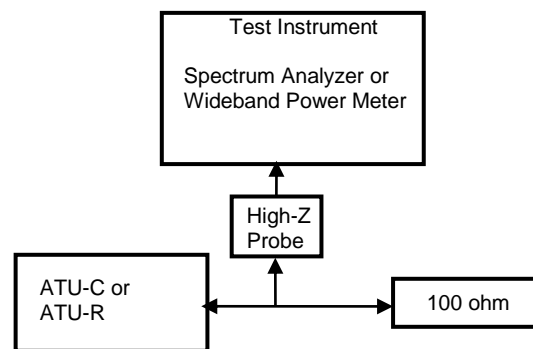 Test Instrument
Spectrum Analyzer or
Wideband Power Meter
High-Z
Probe
ATU-C or
ATU-R
100 ohm